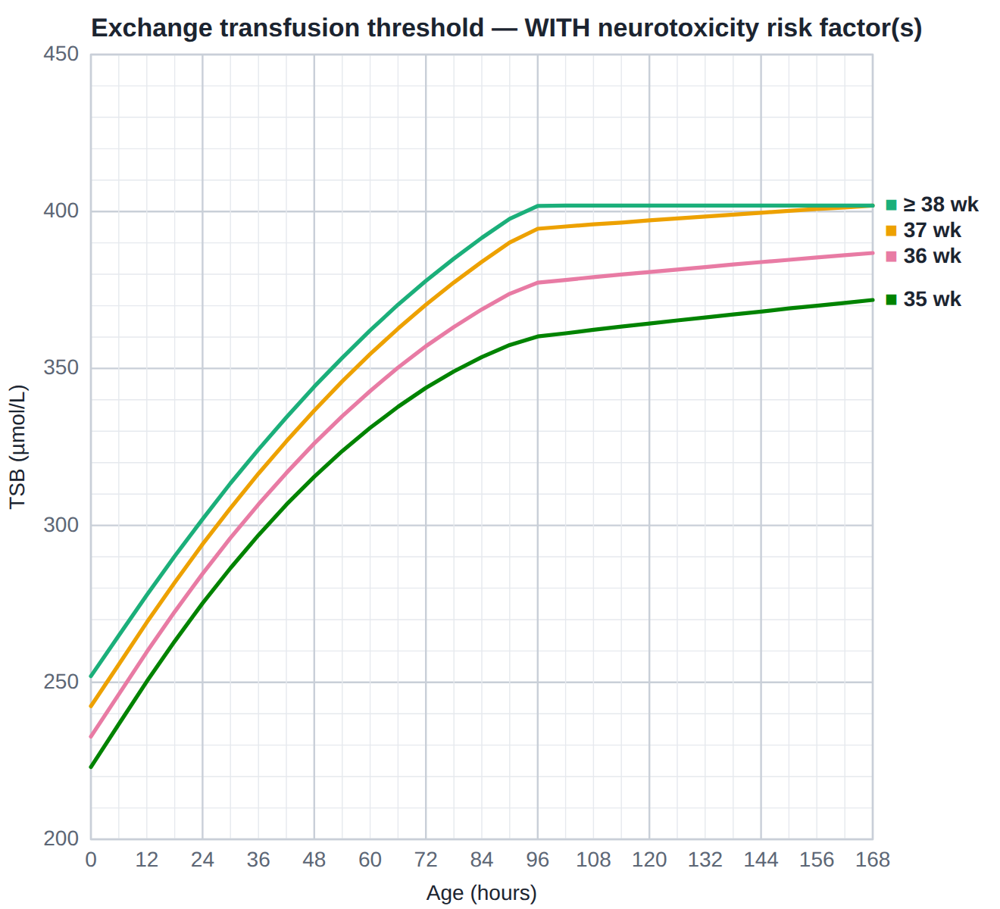 Exchange transfusion threshold — WITH neurotoxicity risk factor(s)
450
400
350
300
250
200
TSB (µmol/L)
0 12 24 36 48 60 72 84 96 108 120 132 144 156 168
Age (hours)
≥ 38 wk
37 wk
36 wk
35 wk